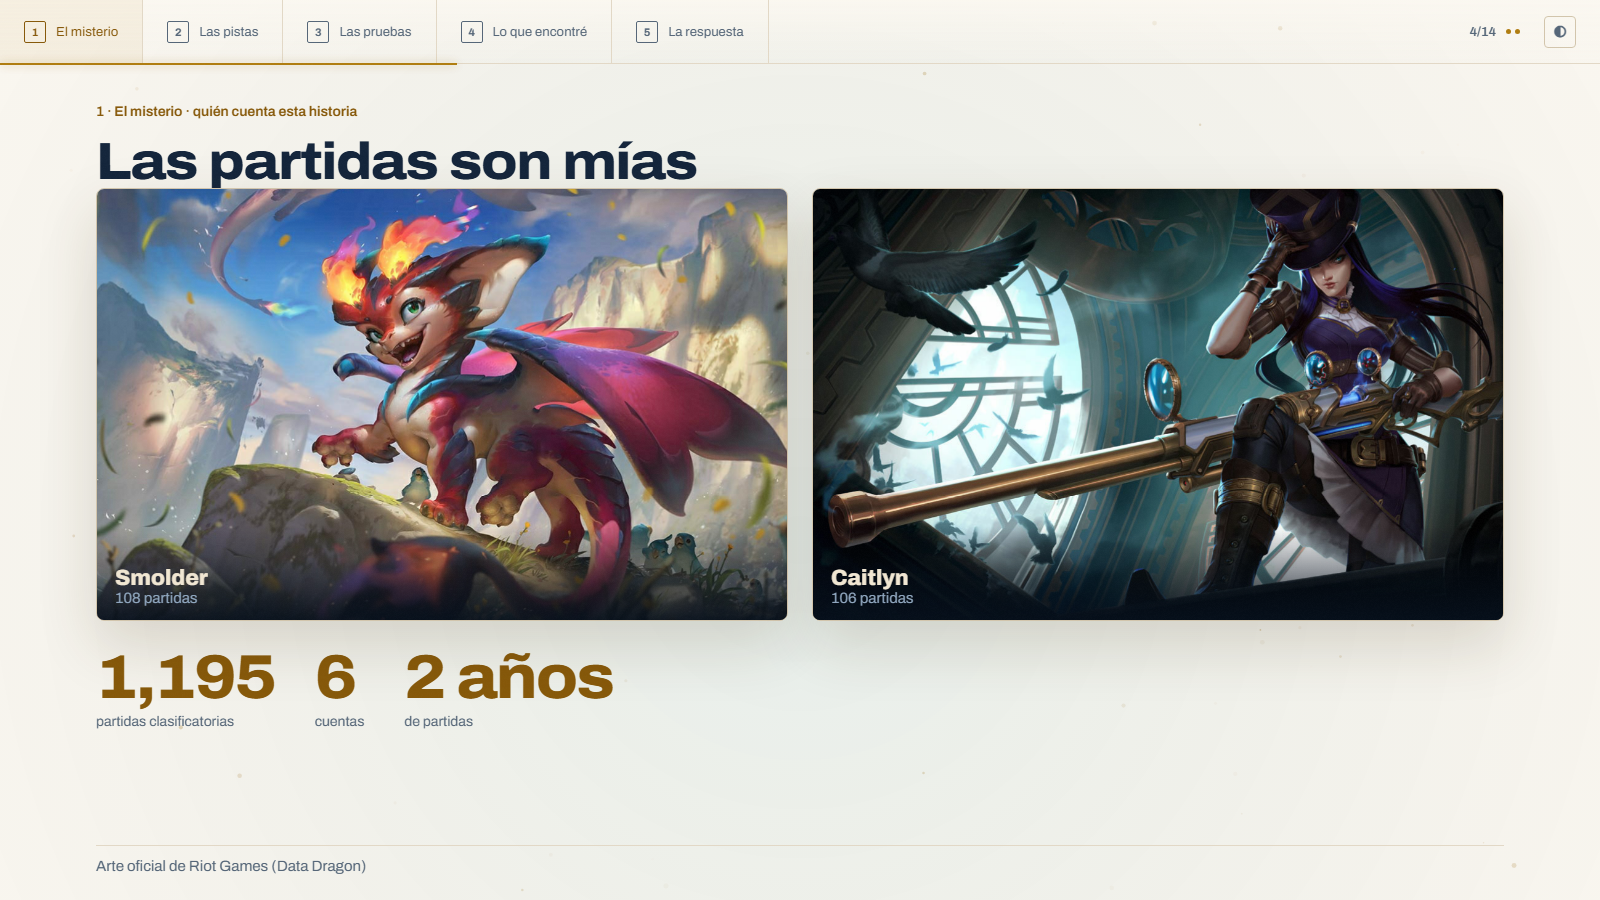 1 El misterio
2 Las pistas
3 Las pruebas
4 Lo que encontré
5 La respuesta
4/14
1 · El misterio · quién cuenta esta historia
Las partidas son mías
Smolder
108 partidas
Caitlyn
106 partidas
1,195
partidas clasificatorias
6
cuentas
2 años
de partidas
Arte oficial de Riot Games (Data Dragon)